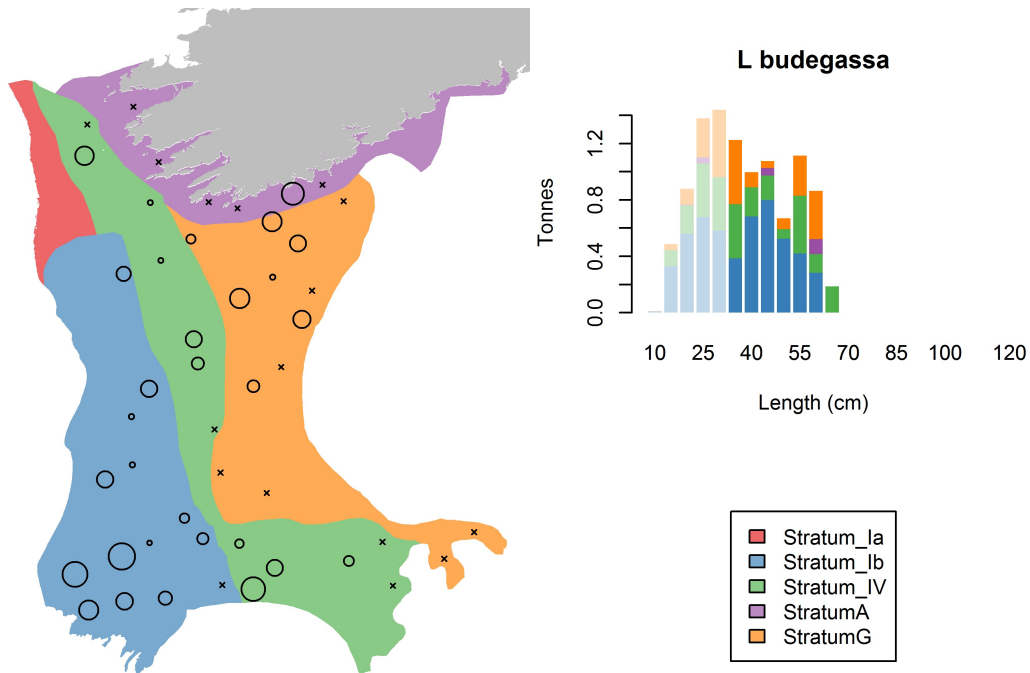 L budegassa
Tonnes
1.2
0.8
0.4
0.0
10 25 40 55 70 85 100 120
Length (cm)
Stratum_Ia
Stratum_Ib
Stratum_IV
StratumA
StratumG